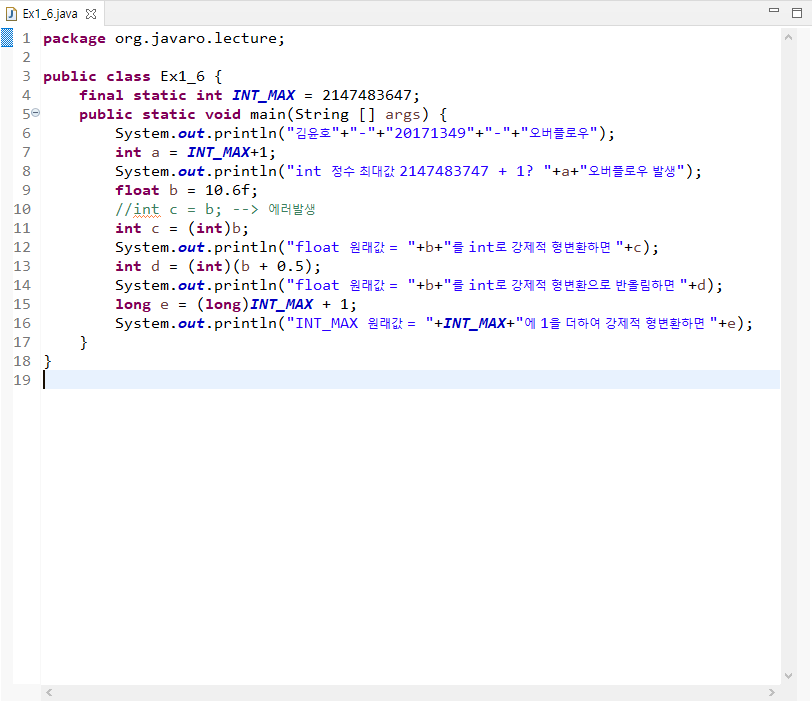 Ex1_6.java
1 package org.javaro.lecture;
2
3 public class Ex1_6 {
4     final static int INT_MAX = 2147483647;
5     public static void main(String [] args) {
6         System.out.println("김윤호"+"-"+"20171349"+"-"+"오버플로우");
7         int a = INT_MAX+1;
8         System.out.println("int 정수 최대값 2147483747 + 1? "+a+"오버플로우 발생");
9         float b = 10.6f;
10         //int c = b; --> 에러발생
11         int c = (int)b;
12         System.out.println("float 원래값 = "+b+"를 int로 강제적 형변환하면 "+c);
13         int d = (int)(b + 0.5);
14         System.out.println("float 원래값 = "+b+"를 int로 강제적 형변환으로 반올림하면 "+d);
15         long e = (long)INT_MAX + 1;
16         System.out.println("INT_MAX 원래값 = "+INT_MAX+"에 1을 더하여 강제적 형변환하면 "+e);
17     }
18 }
19